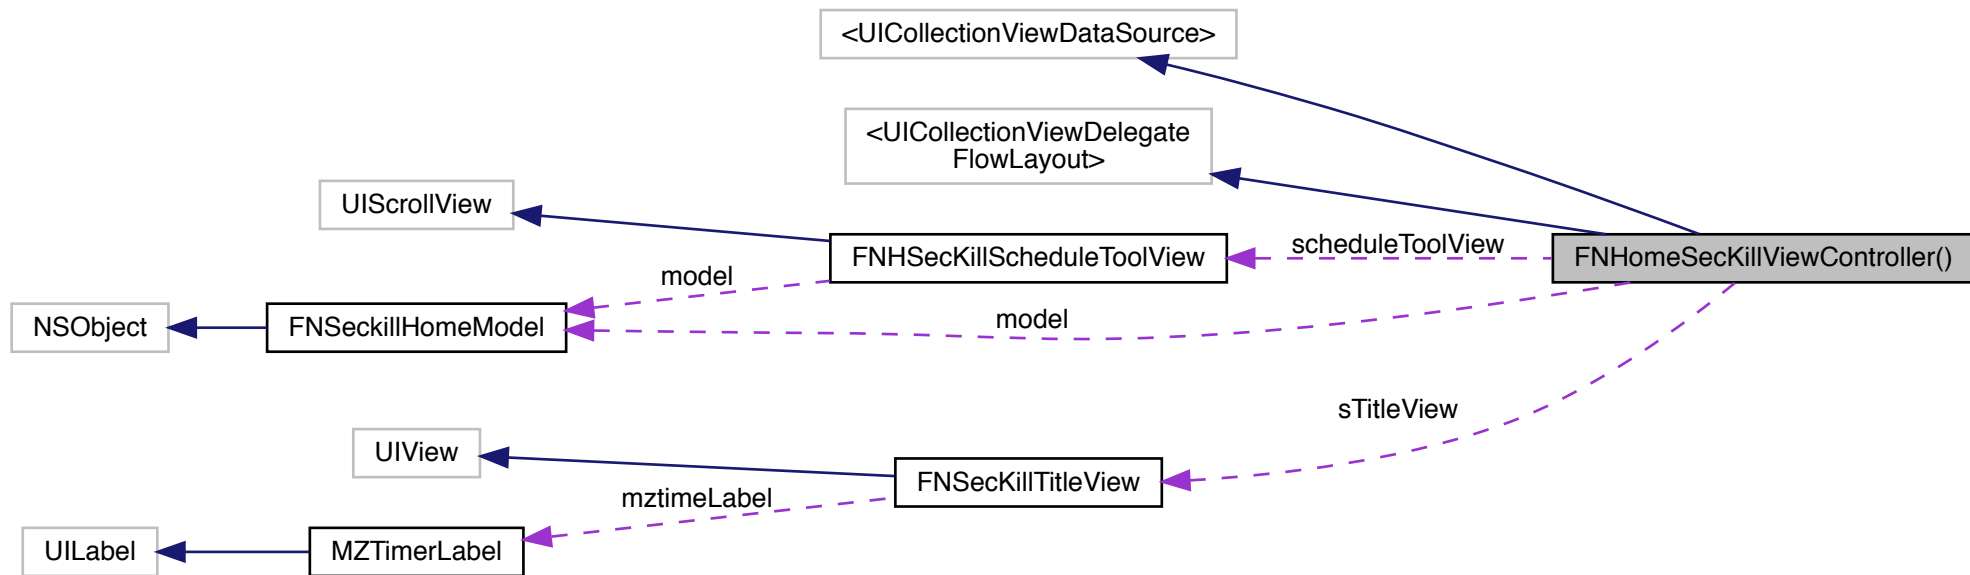 <UICollectionViewDataSource>
<UICollectionViewDelegate
FlowLayout>
UIScrollView
FNHSecKillScheduleToolView
scheduleToolView
FNHomeSecKillViewController()
model
NSObject
FNSeckillHomeModel
model
sTitleView
UIView
FNSecKillTitleView
mztimeLabel
UILabel
MZTimerLabel